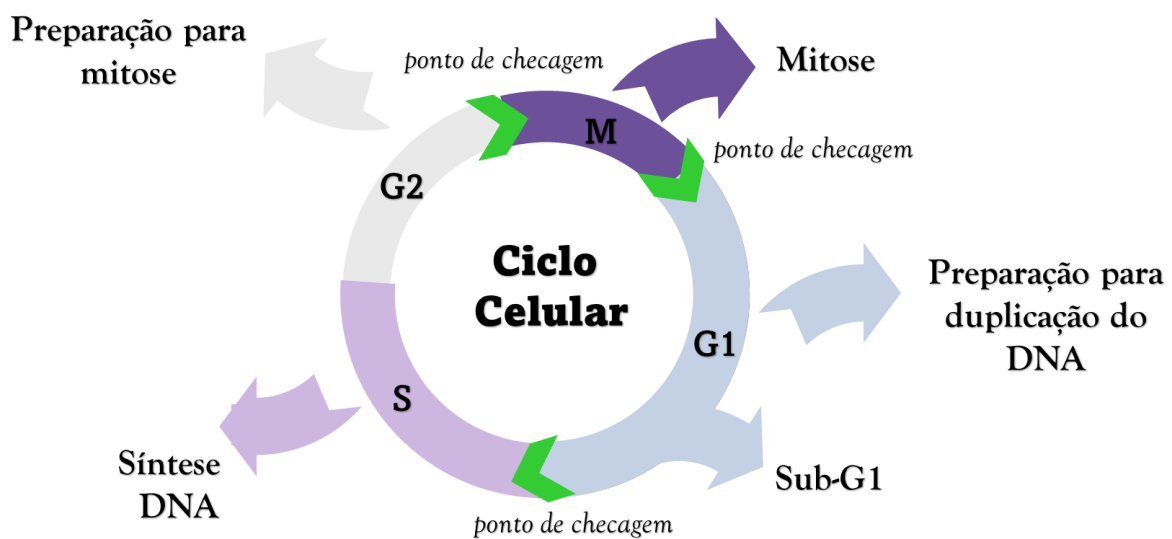 Preparação para
mitose
ponto de checagem
Mitose
M
ponto de checagem
G2
Ciclo
Celular
Preparação para
duplicação do
DNA
G1
S
Síntese
DNA
Sub-G1
ponto de checagem